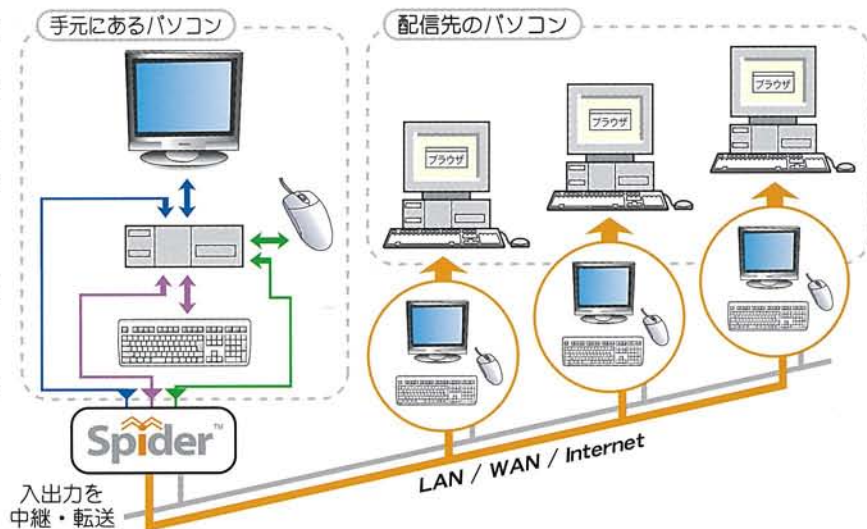 手元にあるパソコン
配信先のパソコン
ブラウザ
ブラウザ
ブラウザ
Spider™
LAN / WAN / Internet
入出力を
中継・転送